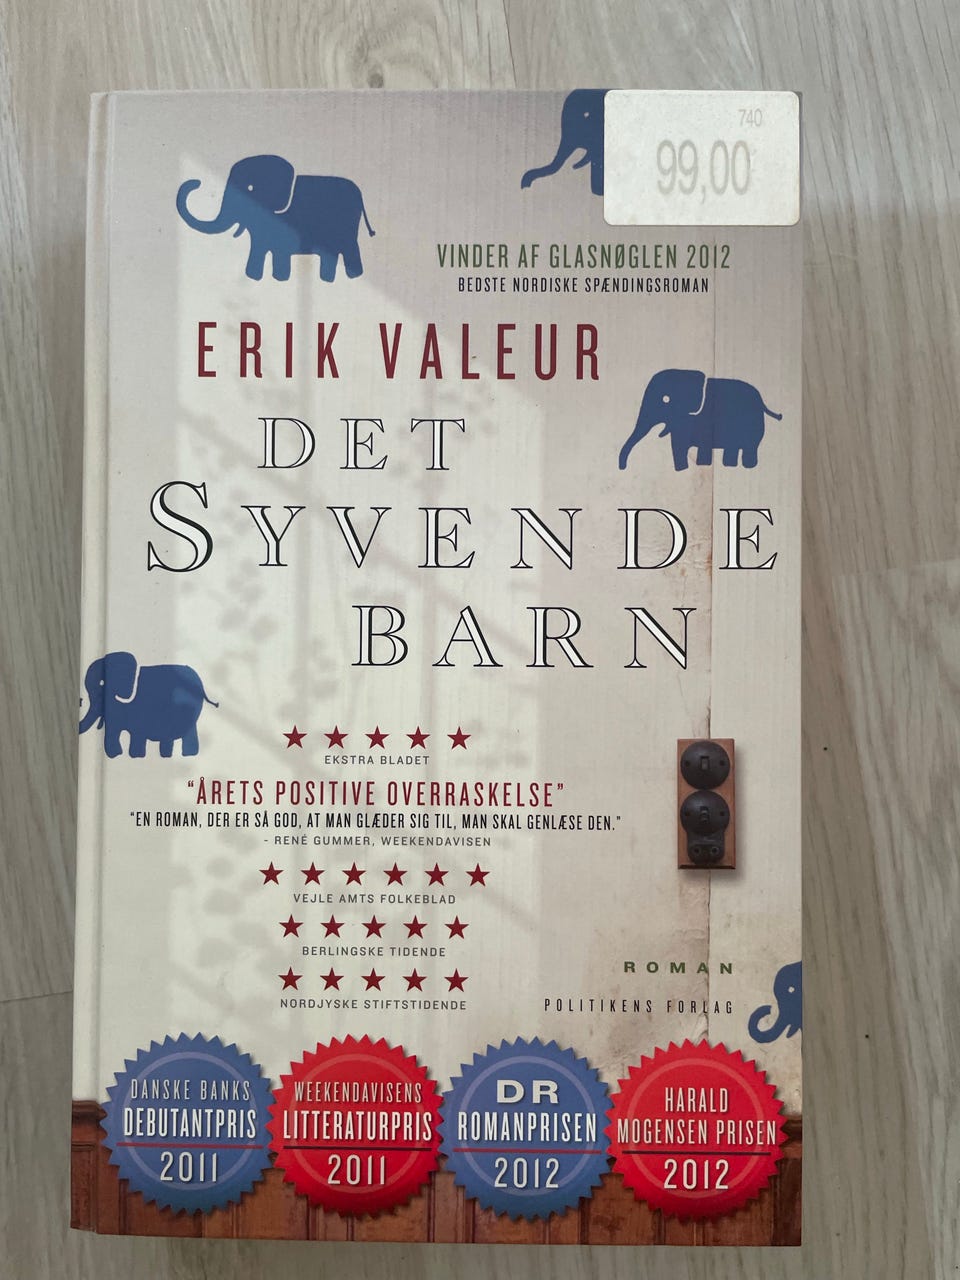 740
99,00
VINDER AF GLASNØGLEN 2012
BEDSTE NORDISKE SPÆNDINGSROMAN
ERIK VALEUR
DET
SYVENDE
BARN
EKSTRA BLADET
"ÅRETS POSITIVE OVERRASKELSE"
"EN ROMAN, DER ER SÅ GOD, AT MAN GLÆDER SIG TIL, MAN SKAL GENLÆSE DEN."
- RENÉ GUMMER, WEEKENDAVISEN
VEJLE AMTS FOLKEBLAD
BERLINGSKE TIDENDE
NORDJYSKE STIFTSTIDENDE
ROMAN
POLITIKENS FORLAG
DANSKE BANKS
DEBUTANTPRIS
2011
WEEKENDAVISENS
LITTERATURPRIS
2011
DR
ROMANPRISEN
2012
HARALD
MOGENSEN PRISEN
2012